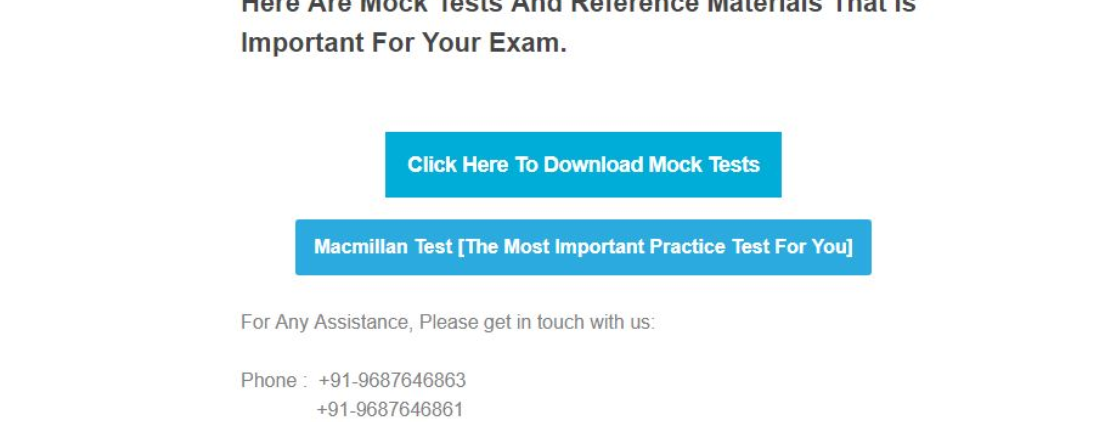 Here Are Mock Tests And Reference Materials That Is
Important For Your Exam.
Click Here To Download Mock Tests
Macmillan Test [The Most Important Practice Test For You]
For Any Assistance, Please get in touch with us:
Phone : +91-9687646863
+91-9687646861